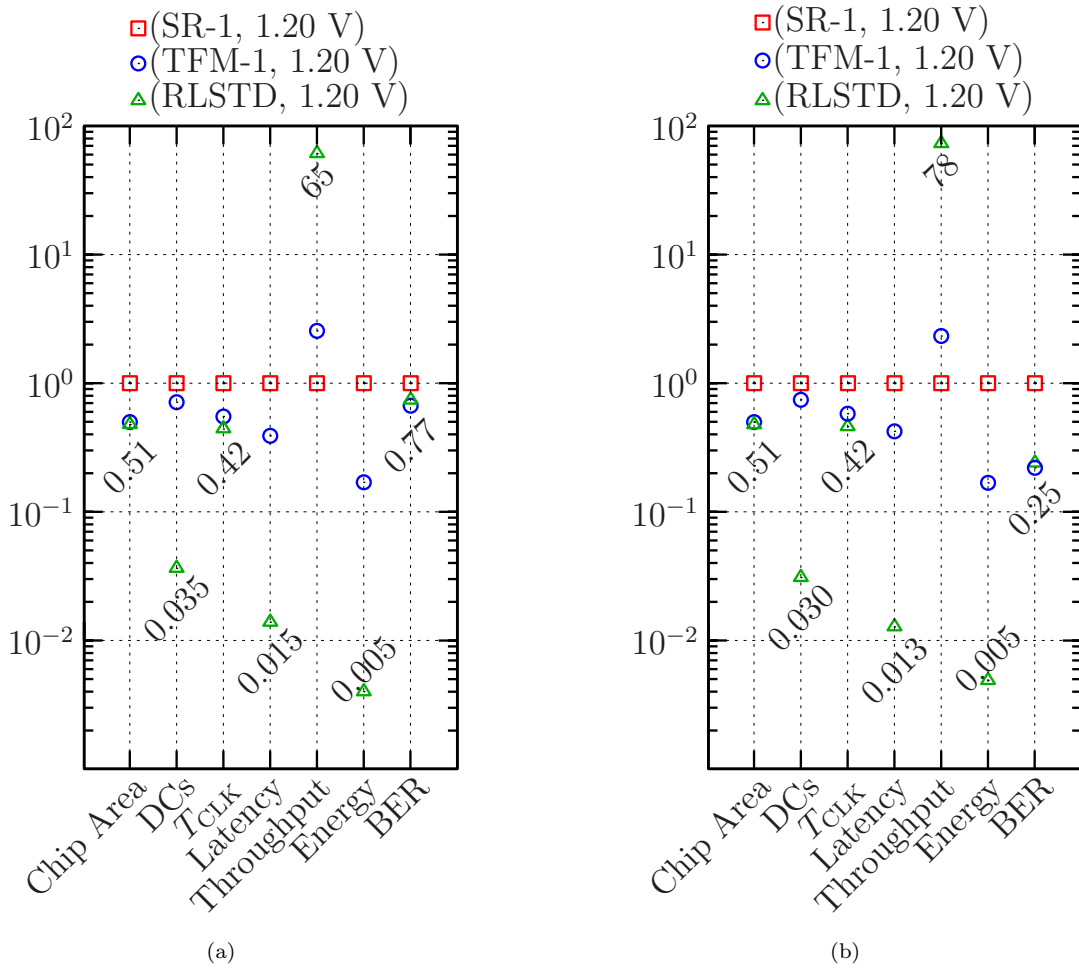 (SR-1, 1.20 V)
(TFM-1, 1.20 V)
(RLSTD, 1.20 V)
10^2
10^1
10^0
10^−1
10^−2
65
0.51
0.42
0.77
0.035
0.015
0.005
Chip Area
DCs
T_CLK
Latency
Throughput
Energy
BER
(a)
(SR-1, 1.20 V)
(TFM-1, 1.20 V)
(RLSTD, 1.20 V)
10^2
10^1
10^0
10^−1
10^−2
78
0.51
0.42
0.25
0.030
0.013
0.005
Chip Area
DCs
T_CLK
Latency
Throughput
Energy
BER
(b)